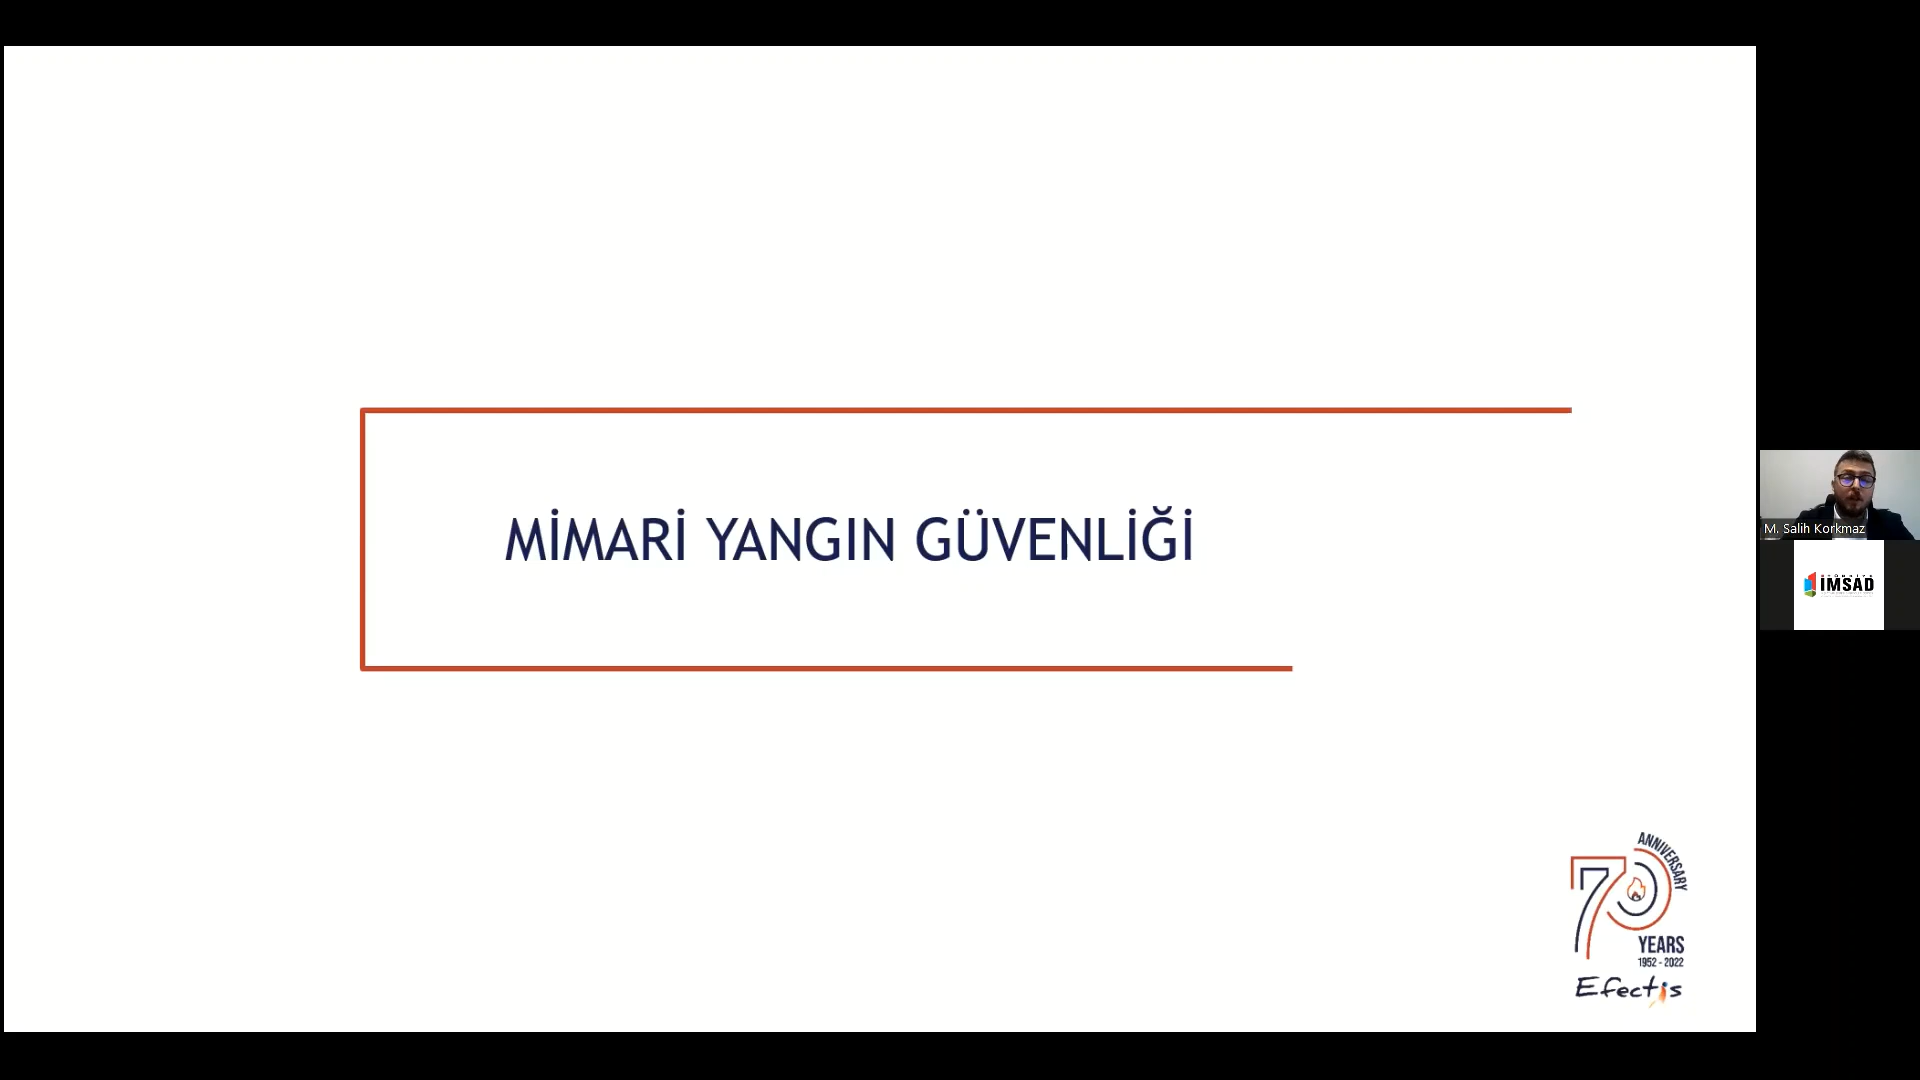 MİMARİ YANGIN GÜVENLİĞİ
M. Salih Korkmaz
İMSAD
ANNIVERSARY
70
YEARS
1952 - 2022
Efectis